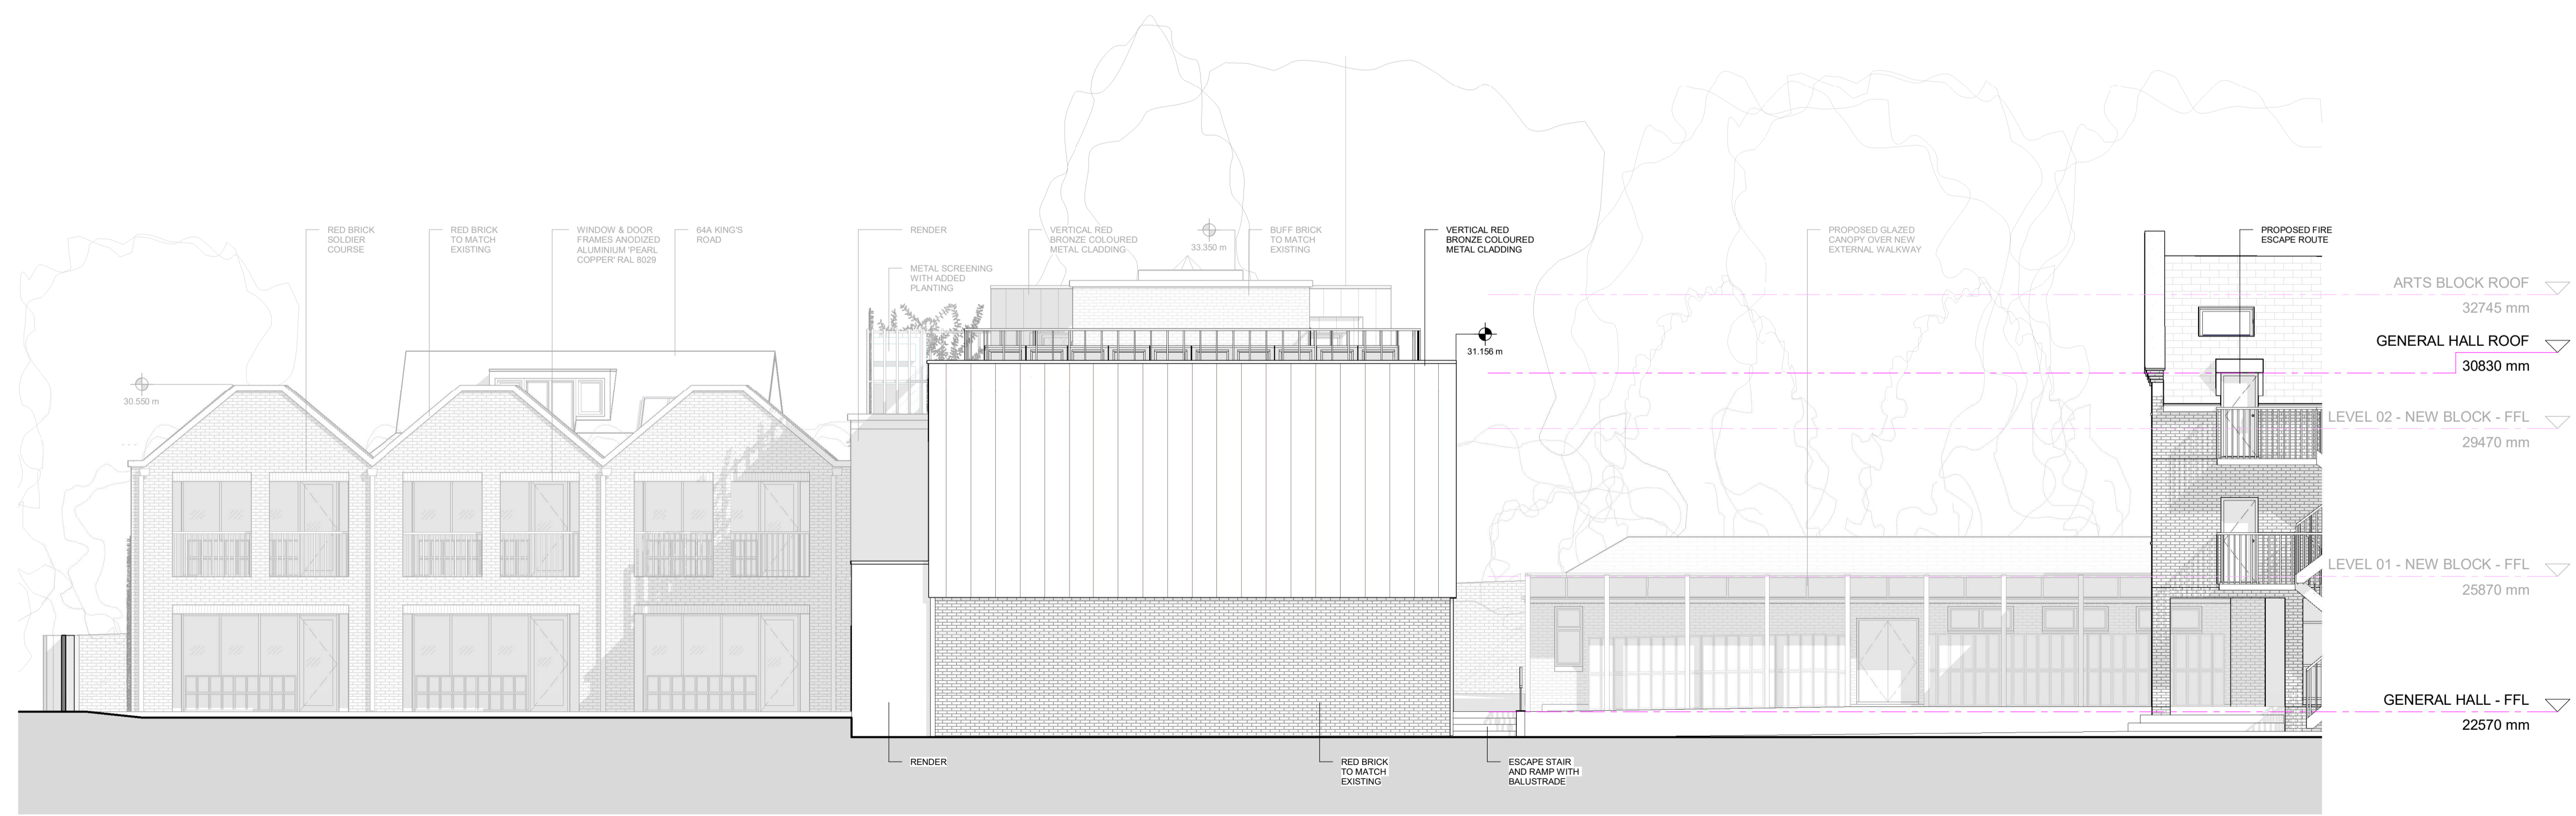 RED BRICK
SOLDIER
COURSE
RED BRICK
TO MATCH
EXISTING
WINDOW & DOOR
FRAMES ANODIZED
ALUMINIUM 'PEARL
COPPER' RAL 8029
64A KING'S
ROAD
RENDER
METAL SCREENING
WITH ADDED
PLANTING
VERTICAL RED
BRONZE COLOURED
METAL CLADDING
33.350 m
BUFF BRICK
TO MATCH
EXISTING
VERTICAL RED
BRONZE COLOURED
METAL CLADDING
PROPOSED GLAZED
CANOPY OVER NEW
EXTERNAL WALKWAY
PROPOSED FIRE
ESCAPE ROUTE
ARTS BLOCK ROOF
32745 mm
GENERAL HALL ROOF
30830 mm
31.156 m
30.550 m
LEVEL 02 - NEW BLOCK - FFL
29470 mm
LEVEL 01 - NEW BLOCK - FFL
25870 mm
GENERAL HALL - FFL
22570 mm
RENDER
RED BRICK
TO MATCH
EXISTING
ESCAPE STAIR
AND RAMP WITH
BALUSTRADE